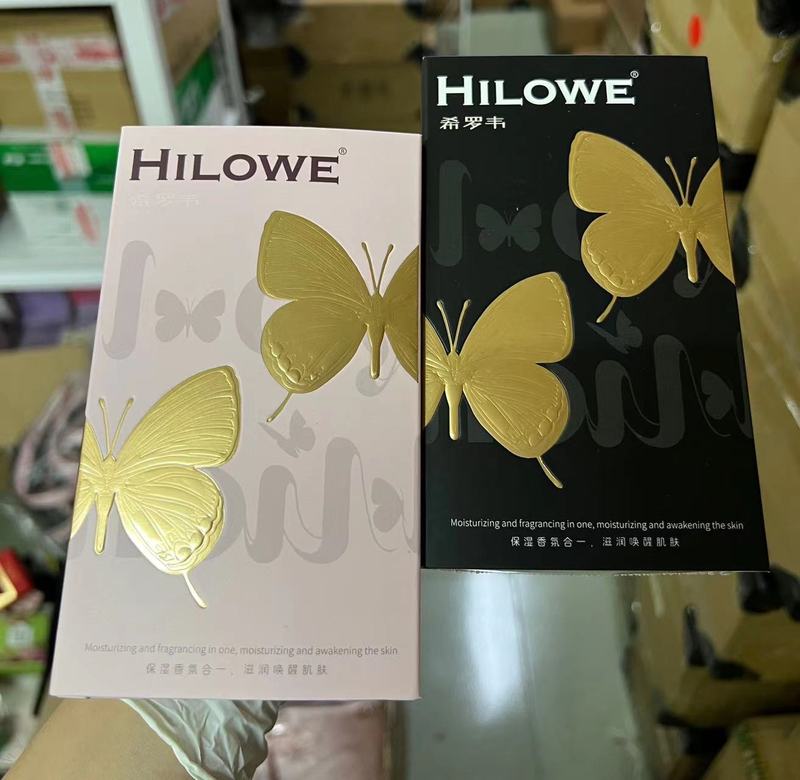 HILOWE®
希罗韦
Moisturizing and fragrancing in one, moisturizing and awakening the skin
保湿香氛合一，滋润唤醒肌肤
HILOWE®
希罗韦
Moisturizing and fragrancing in one, moisturizing and awakening the skin
保湿香氛合一，滋润唤醒肌肤